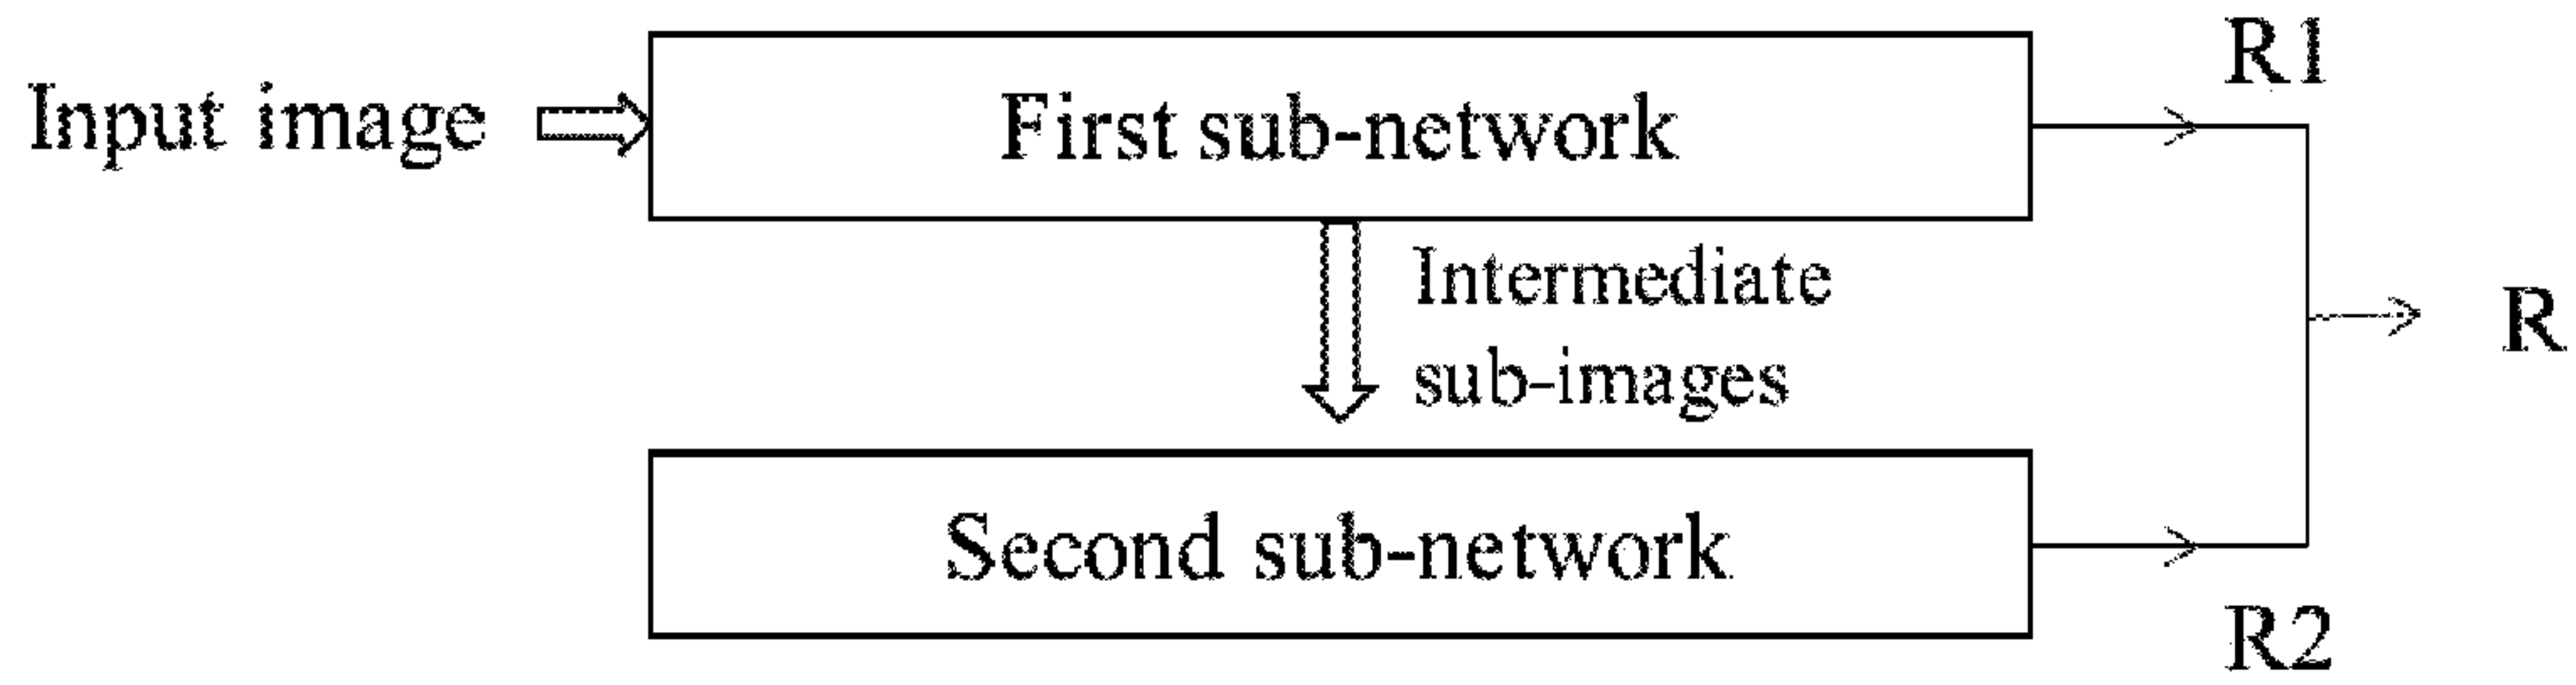 Input image
First sub-network
R1
Intermediate
sub-images
R
Second sub-network
R2